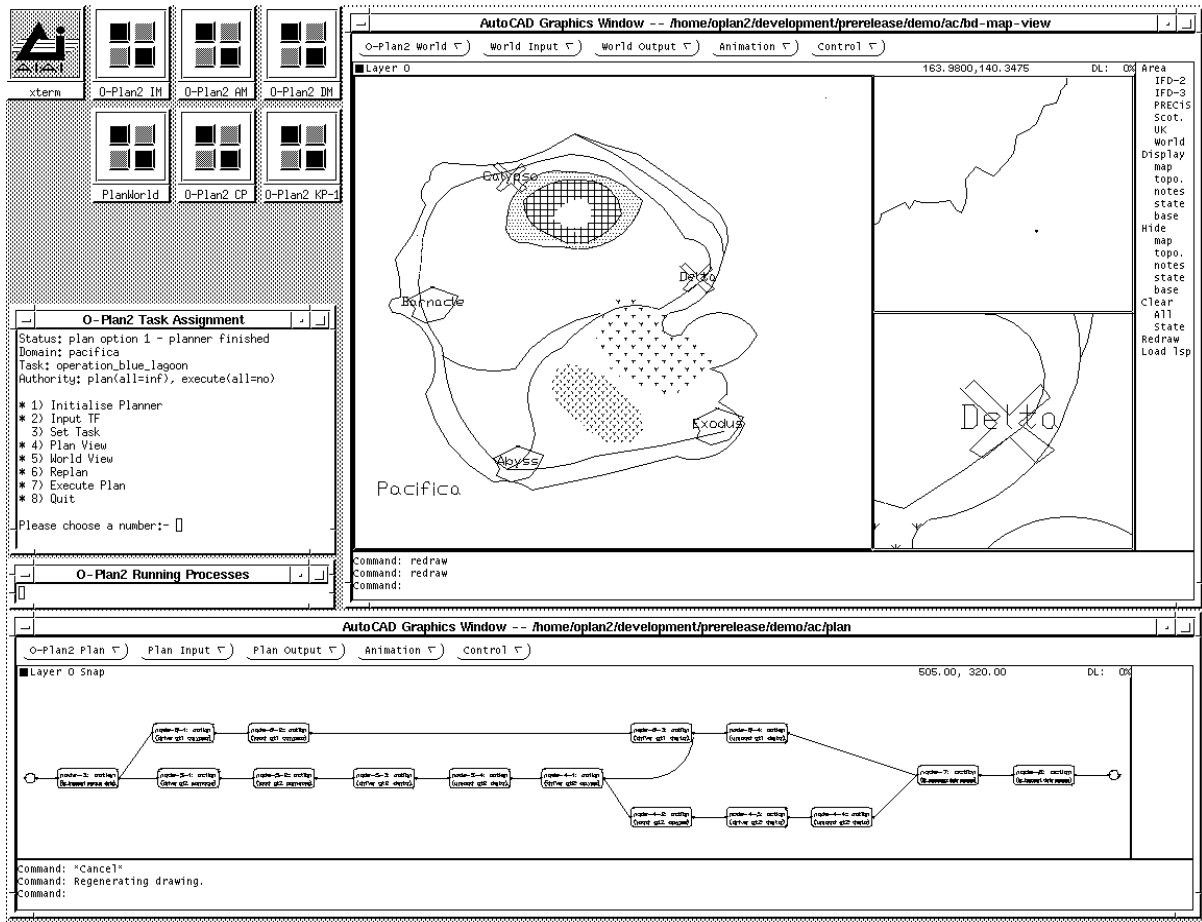 AIAI
xterm
O-Plan2 IM
O-Plan2 AM
O-Plan2 DM
PlanWorld
O-Plan2 CP
O-Plan2 KP-1
O-Plan2 Task Assignment
Status: plan option 1 - planner finished
Domain: pacifica
Task: operation_blue_lagoon
Authority: plan(all=inf), execute(all=no)
* 1) Initialise Planner
* 2) Input TF
3) Set Task
* 4) Plan View
* 5) World View
* 6) Replan
* 7) Execute Plan
* 8) Quit
Please choose a number:-
O-Plan2 Running Processes
AutoCAD Graphics Window -- /home/oplan2/development/prerelease/demo/ac/bd-map-view
O-Plan2 World
World Input
World Output
Animation
Control
Layer 0
163.9800,140.3475
DL: 0%
Calypso
Delta
Barnacle
Exodus
Abyss
Pacifica
Delta
Area
IFD-2
IFD-3
PRECiS
Scot.
UK
World
Display
map
topo.
notes
state
base
Hide
map
topo.
notes
state
base
Clear
All
State
Redraw
Load lsp
Command: redraw
Command: redraw
Command:
AutoCAD Graphics Window -- /home/oplan2/development/prerelease/demo/ac/plan
O-Plan2 Plan
Plan Input
Plan Output
Animation
Control
Layer 0 Snap
505.00, 320.00
DL: 0%
Command: *Cancel*
Command: Regenerating drawing.
Command: